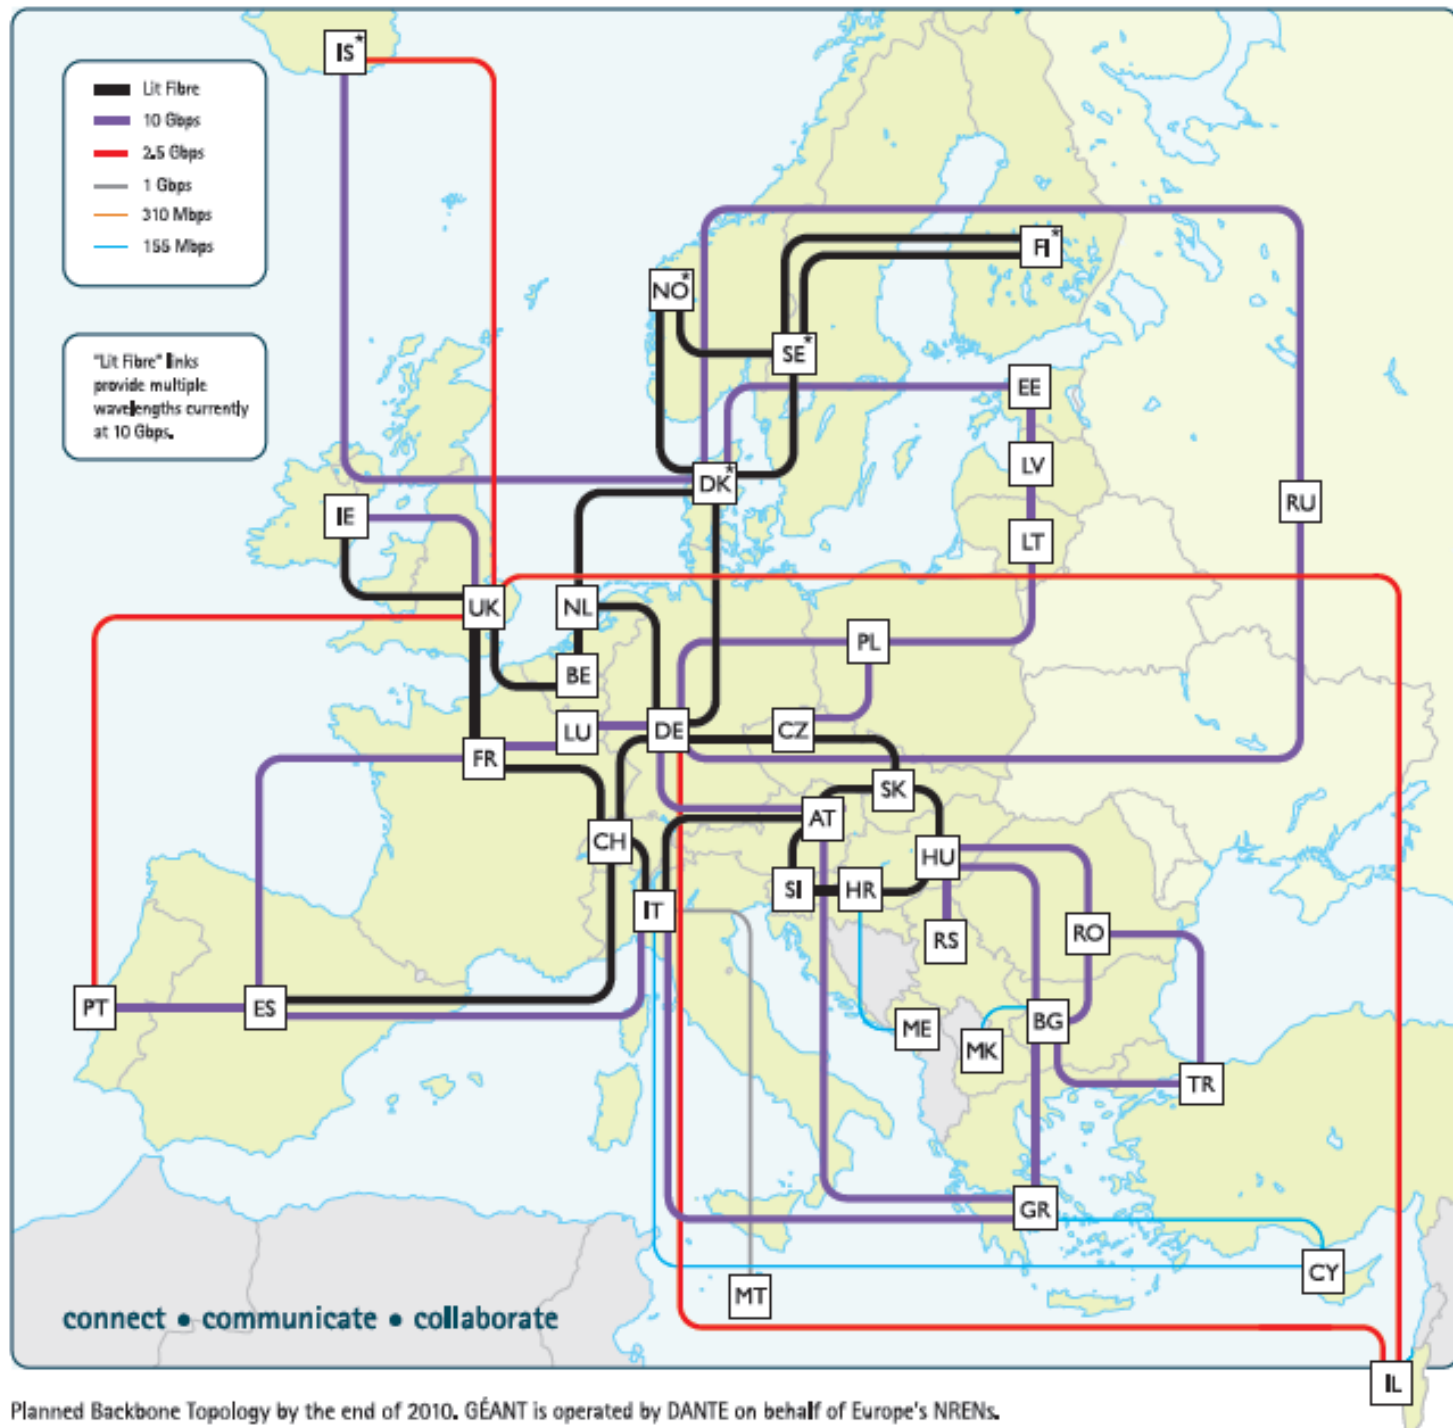 IS*
Lit Fibre
10 Gbps
2.5 Gbps
1 Gbps
310 Mbps
155 Mbps
"Lit Fibre" links
provide multiple
wavelengths currently
at 10 Gbps.
FI*
NO*
SE*
EE
LV
DK*
RU
IE
LT
UK
NL
PL
BE
LU
DE
CZ
FR
SK
AT
CH
HU
SI
HR
IT
RS
RO
PT
ES
ME
BG
MK
TR
GR
CY
MT
connect • communicate • collaborate
IL
Planned Backbone Topology by the end of 2010. GÉANT is operated by DANTE on behalf of Europe's NRENs.